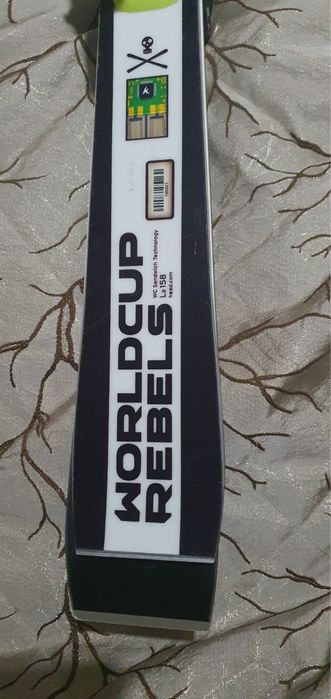 WORLDCUP
REBELS
WC Sandwich Technology
L≥158
head.com